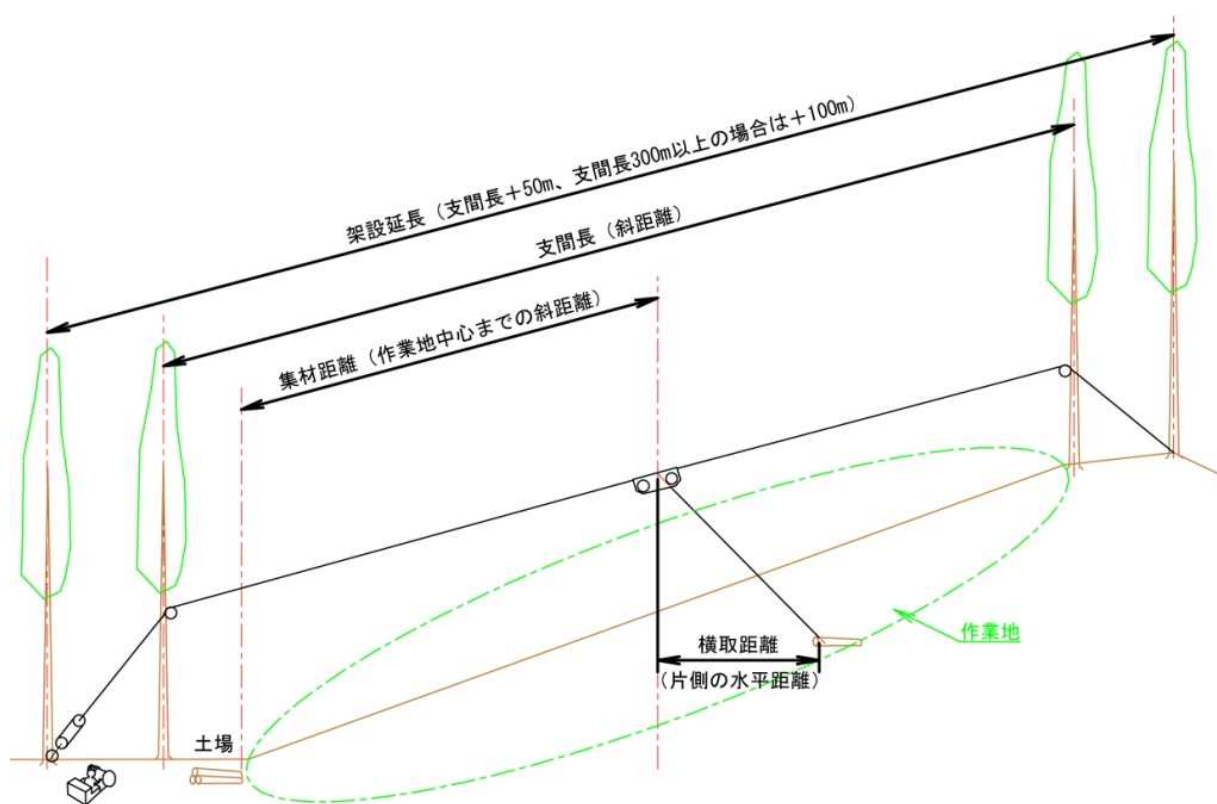 架設延長（支間長＋50m、支間長300m以上の場合は＋100m）
支間長（斜距離）
集材距離（作業地中心までの斜距離）
作業地
横取距離
（片側の水平距離）
土場